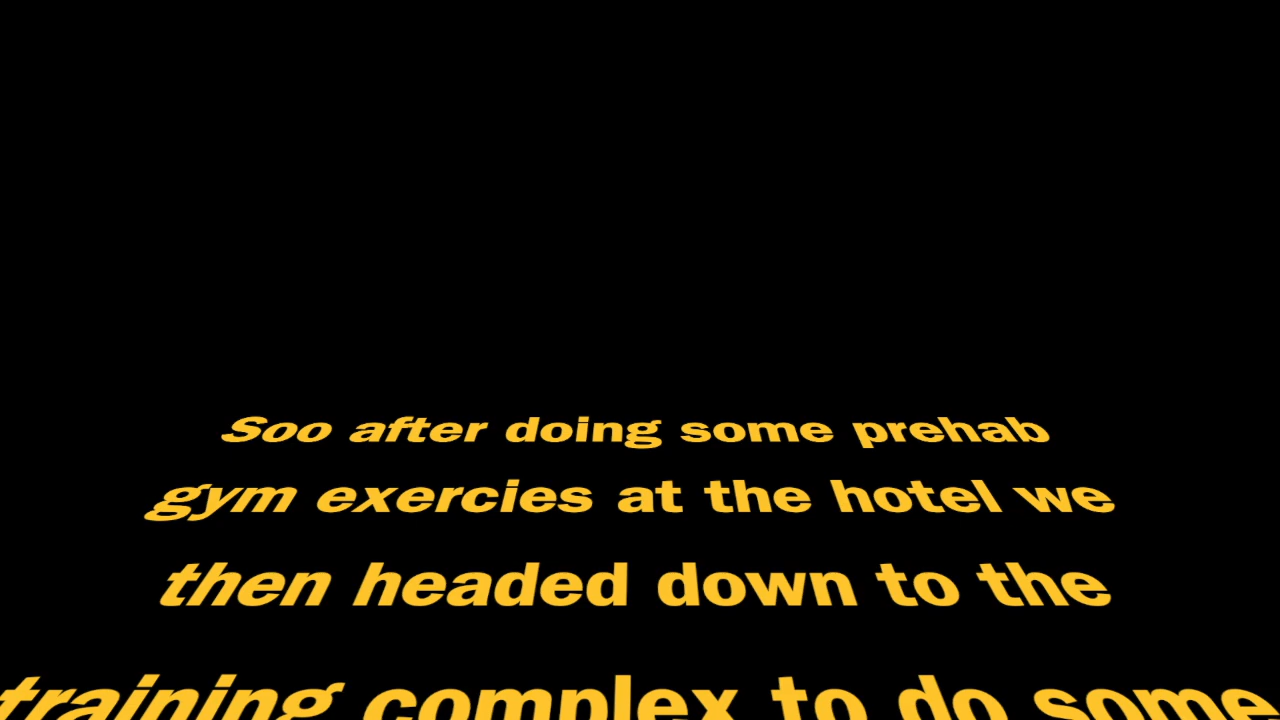 Soo after doing some prehab
gym exercies at the hotel we
then headed down to the
training complex to do some